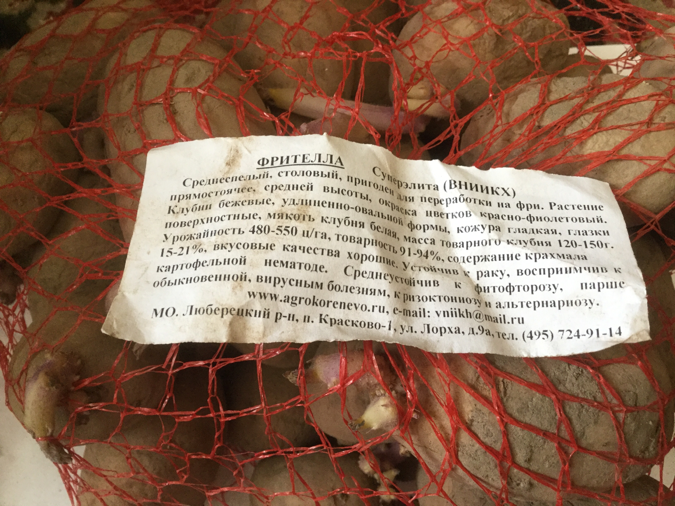 ФРИТЕЛЛА Суперэлита (ВНИИКХ)
Среднеспелый, столовый, пригоден для переработки на фри. Растение
прямостоячее, средней высоты, окраска цветков красно-фиолетовый.
Клубни бежевые, удлиненно-овальной формы, кожура гладкая, глазки
поверхностные, мякоть клубня белая, масса товарного клубня 120-150г.
Урожайность 480-550 ц/га, товарность 91-94%, содержание крахмала
15-21%, вкусовые качества хорошие. Устойчив к раку, восприимчив к
картофельной нематоде. Среднеустойчив к фитофторозу, парше
обыкновенной, вирусным болезням, к ризоктониозу и альтернариозу.
www.agrokorenevo.ru, e-mail: vniikh@mail.ru
МО. Люберецкий р-н, п. Красково-1, ул. Лорха, д.9а, тел. (495) 724-91-14